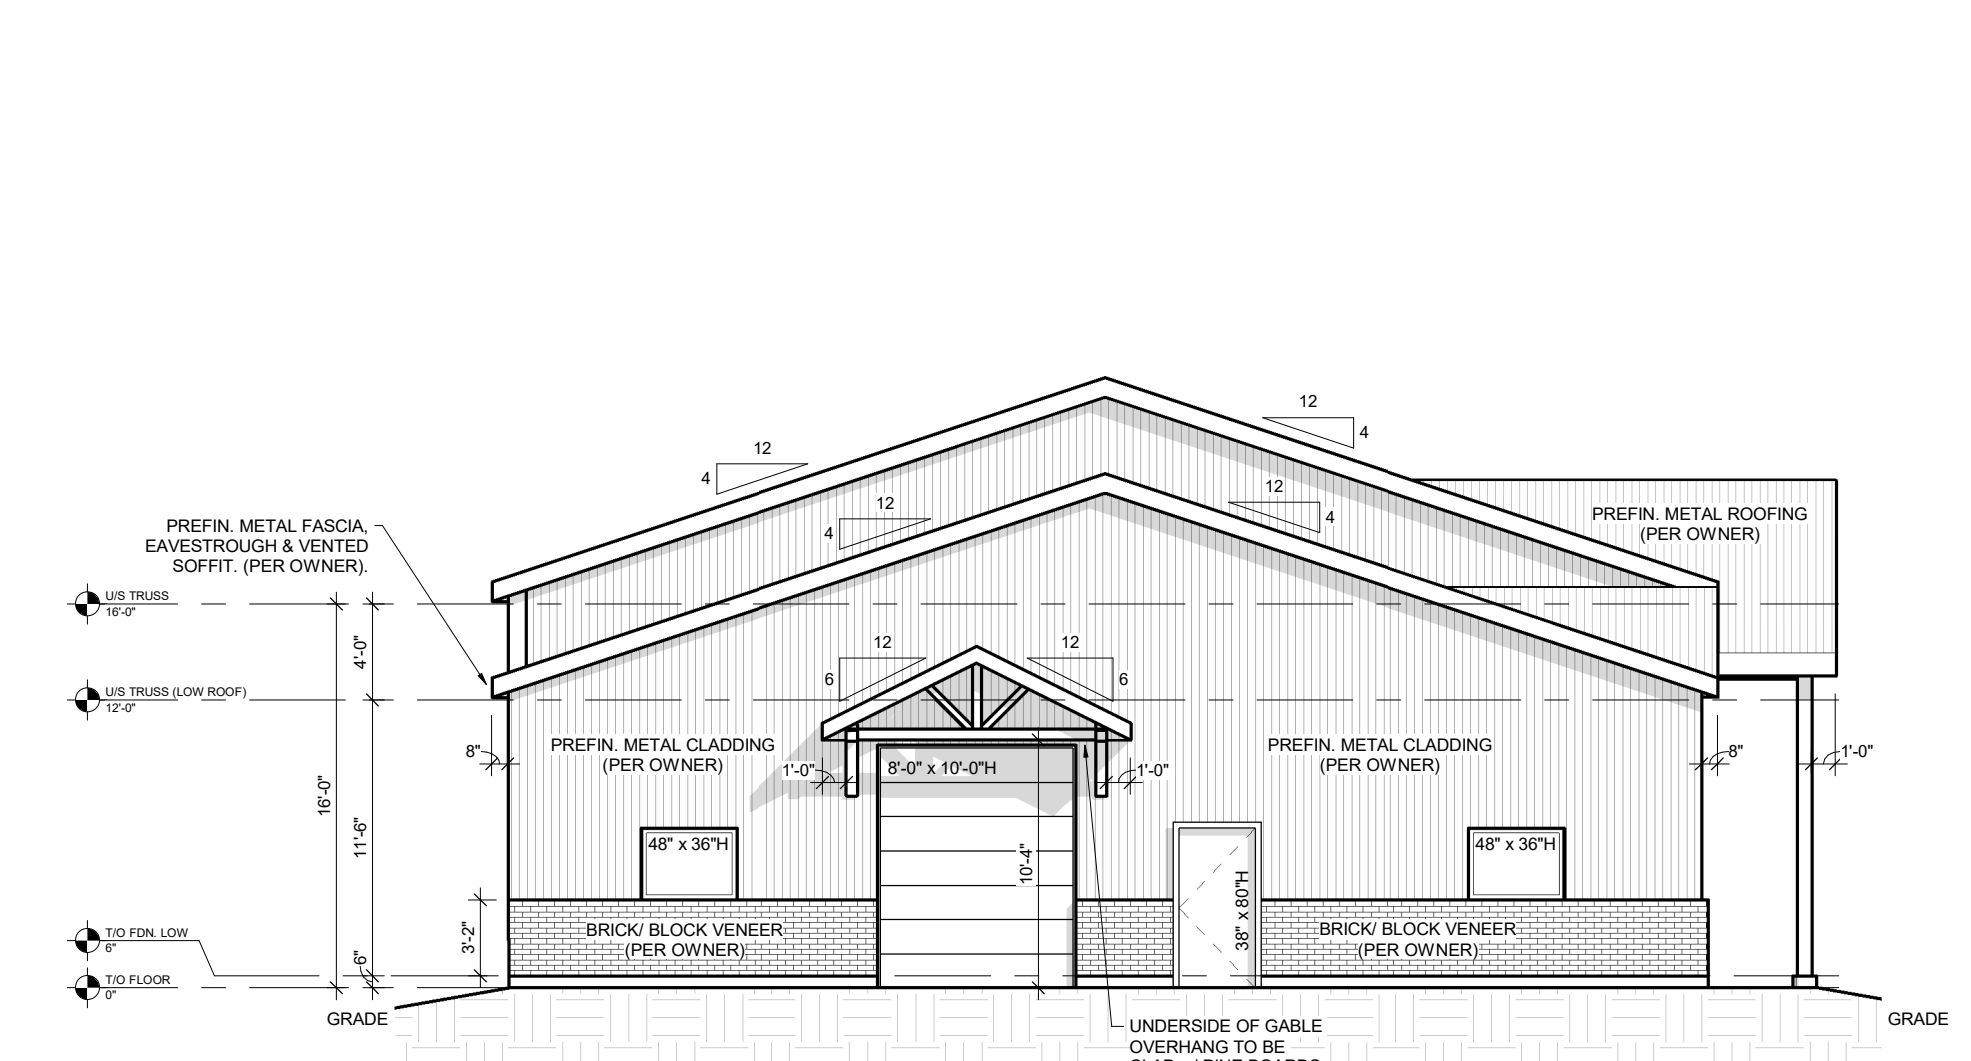 12
4
12
4
12
4
12
4
PREFIN. METAL ROOFING
(PER OWNER)
PREFIN. METAL FASCIA,
EAVESTROUGH & VENTED
SOFFIT. (PER OWNER).
U/S TRUSS
16'-0"
4'-0"
12
6
12
6
U/S TRUSS (LOW ROOF)
12'-0"
8"
PREFIN. METAL CLADDING
(PER OWNER)
1'-0"
8'-0" x 10'-0"H
1'-0"
PREFIN. METAL CLADDING
(PER OWNER)
8"
1'-0"
16'-0"
11'-6"
48" x 36"H
10'-4"
48" x 36"H
38" x 80"H
3'-2"
BRICK/ BLOCK VENEER
(PER OWNER)
BRICK/ BLOCK VENEER
(PER OWNER)
T/O FDN. LOW
6"
6"
T/O FLOOR
0"
GRADE
GRADE
UNDERSIDE OF GABLE
OVERHANG TO BE